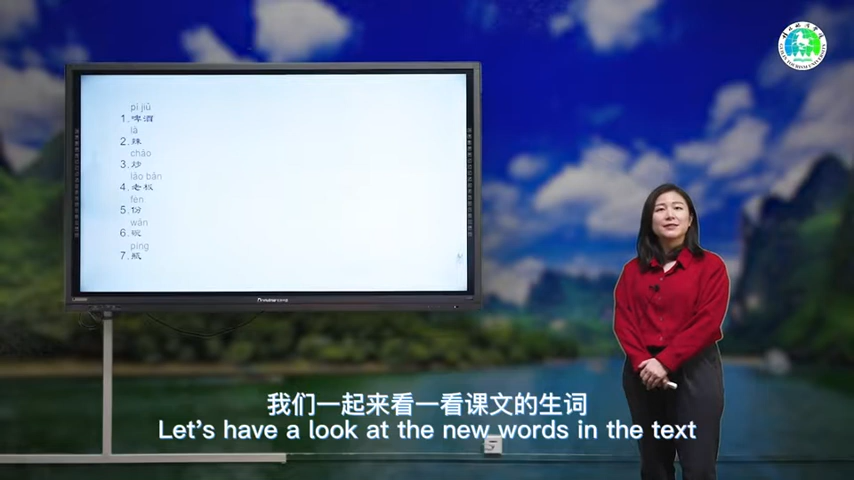 pí jiǔ
1.啤酒
là
2.辣
chǎo
3.炒
lǎo bǎn
4.老板
fèn
5.份
wǎn
6.碗
píng
7.瓶
我们一起来看一看课文的生词
Let's have a look at the new words in the text